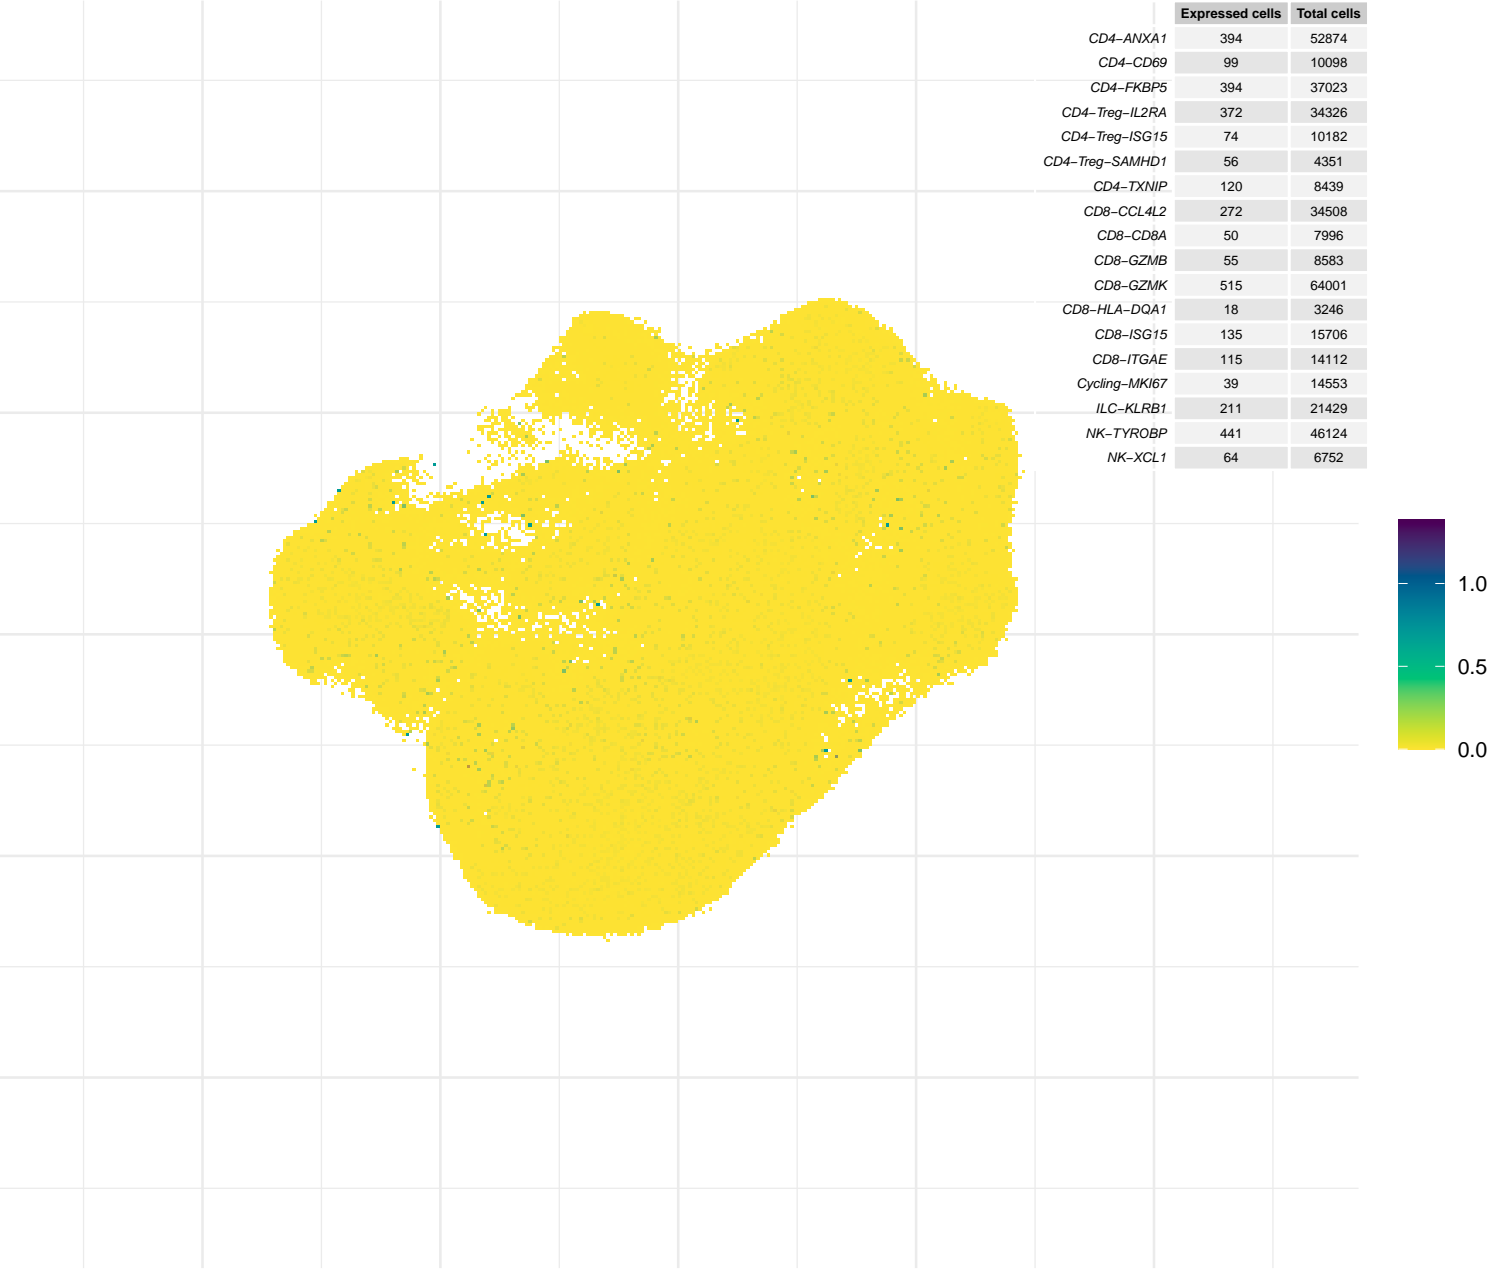 Expressed cells Total cells
CD4−ANXA1 394 52874
CD4−CD69 99 10098
CD4−FKBP5 394 37023
CD4−Treg−IL2RA 372 34326
CD4−Treg−ISG15 74 10182
CD4−Treg−SAMHD1 56 4351
CD4−TXNIP 120 8439
CD8−CCL4L2 272 34508
CD8−CD8A 50 7996
CD8−GZMB 55 8583
CD8−GZMK 515 64001
CD8−HLA−DQA1 18 3246
CD8−ISG15 135 15706
CD8−ITGAE 115 14112
Cycling−MKI67 39 14553
ILC−KLRB1 211 21429
NK−TYROBP 441 46124
NK−XCL1 64 6752
1.0
0.5
0.0